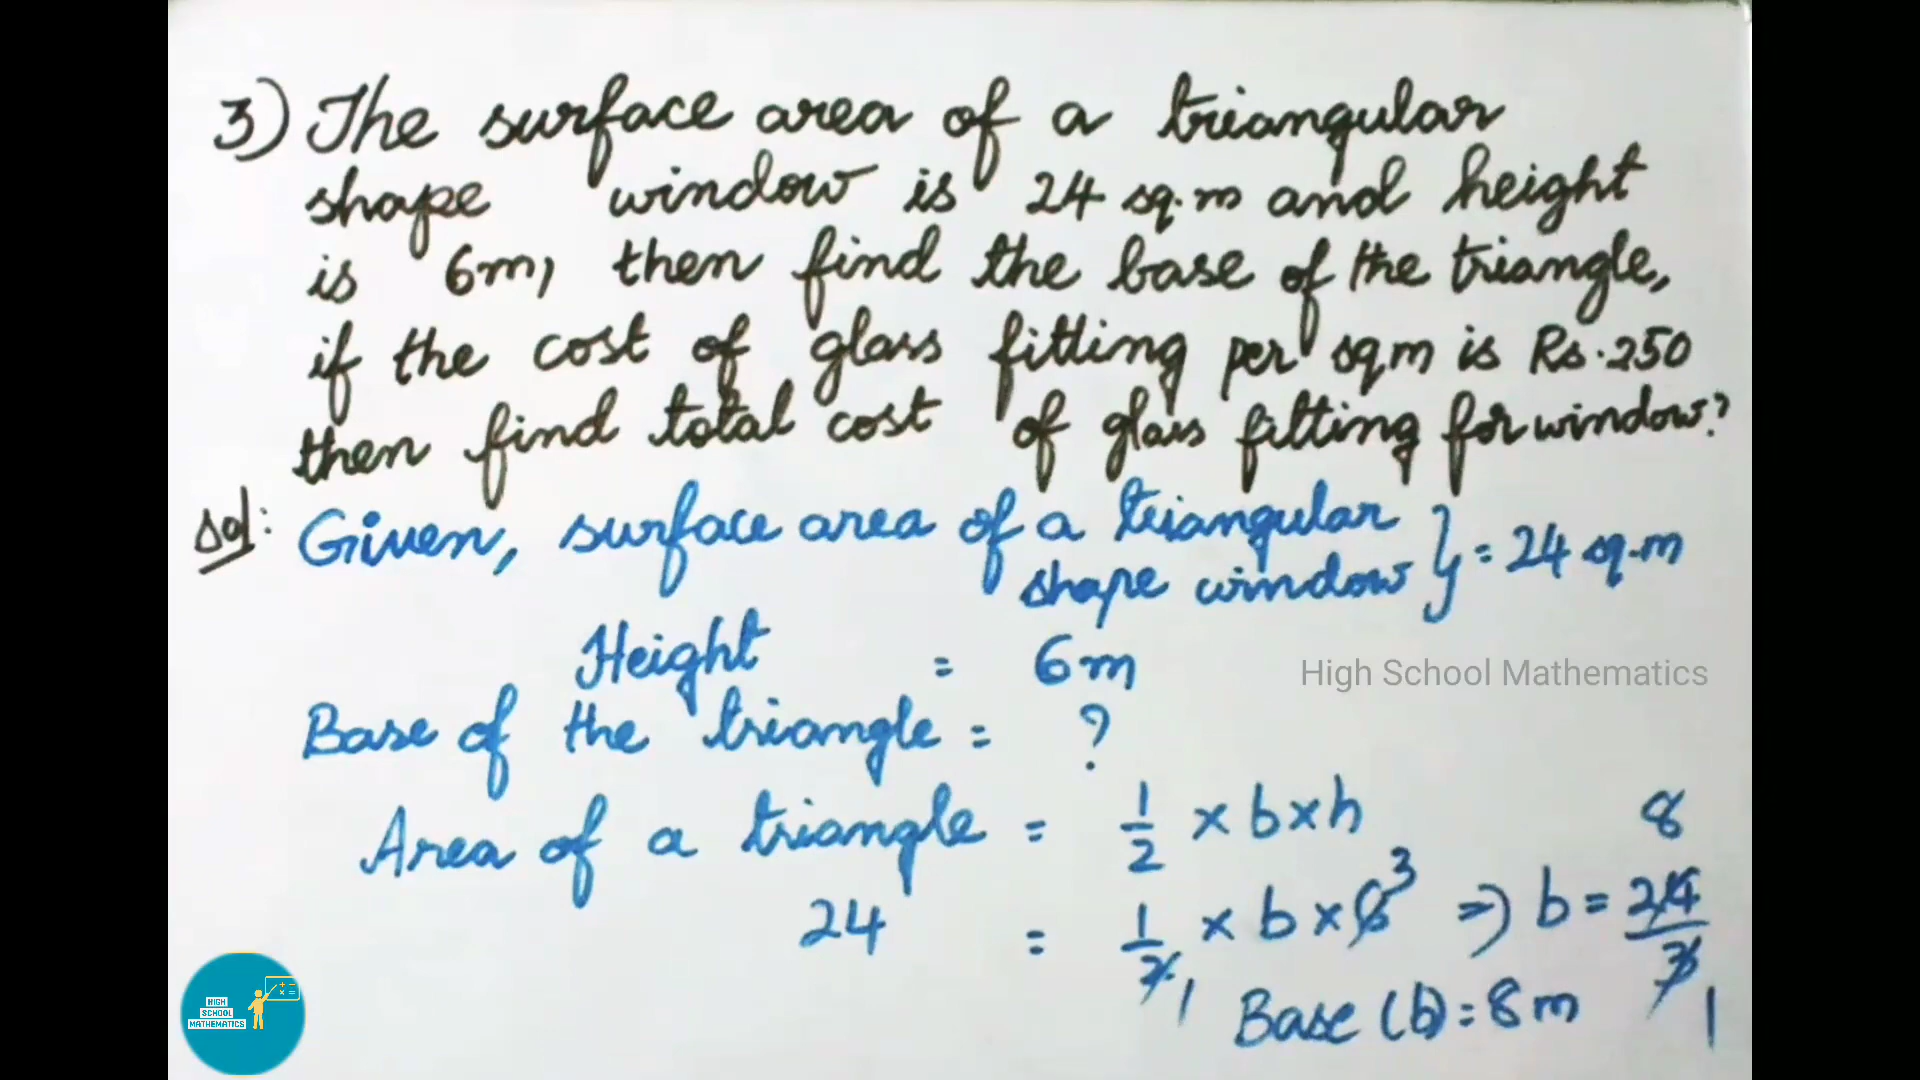 3) The surface area of a triangular
shape window is 24 sq.m and height
is 6m, then find the base of the triangle,
if the cost of glass fitting per sqm is Rs.250
then find total cost of glass fitting for window?
Sol: Given, surface area of a triangular
shape window } = 24 sq.m
Height = 6m
High School Mathematics
Base of the triangle = ?
Area of a triangle = 1/2 × b × h
24 = 1/2 1 × b × 6 3 ⇒ b = 24/3 8 1
Base (b) = 8m
HIGH
SCHOOL
MATHEMATICS